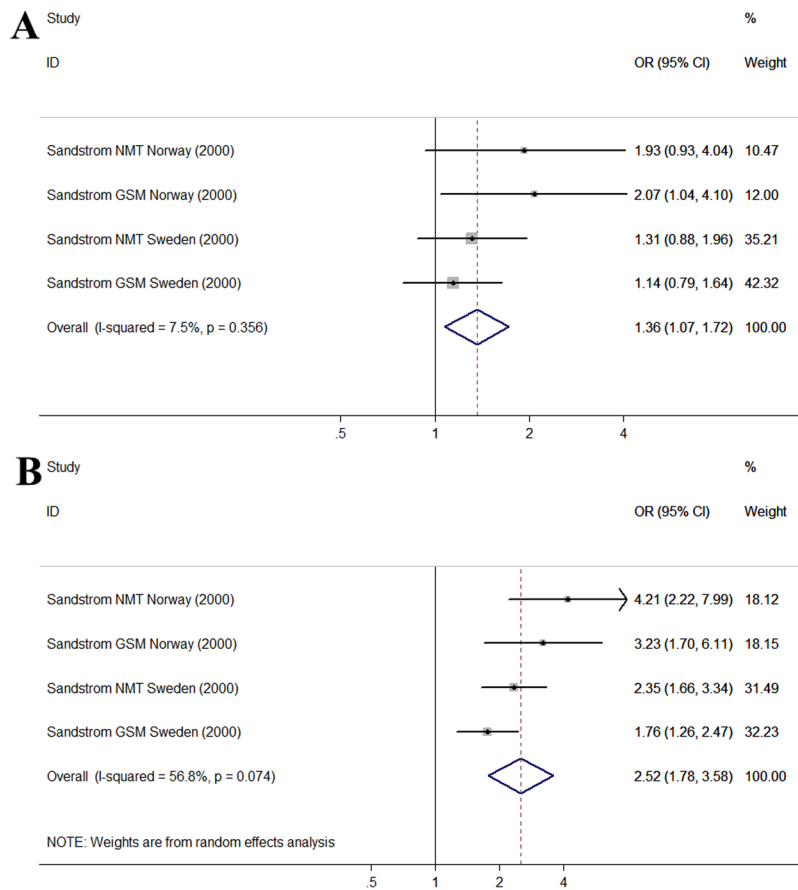 A
Study %
ID OR (95% CI) Weight
Sandstrom NMT Norway (2000) 1.93 (0.93, 4.04) 10.47
Sandstrom GSM Norway (2000) 2.07 (1.04, 4.10) 12.00
Sandstrom NMT Sweden (2000) 1.31 (0.88, 1.96) 35.21
Sandstrom GSM Sweden (2000) 1.14 (0.79, 1.64) 42.32
Overall (I-squared = 7.5%, p = 0.356) 1.36 (1.07, 1.72) 100.00
.5 1 2 4
B
Study %
ID OR (95% CI) Weight
Sandstrom NMT Norway (2000) 4.21 (2.22, 7.99) 18.12
Sandstrom GSM Norway (2000) 3.23 (1.70, 6.11) 18.15
Sandstrom NMT Sweden (2000) 2.35 (1.66, 3.34) 31.49
Sandstrom GSM Sweden (2000) 1.76 (1.26, 2.47) 32.23
Overall (I-squared = 56.8%, p = 0.074) 2.52 (1.78, 3.58) 100.00
NOTE: Weights are from random effects analysis
.5 1 2 4